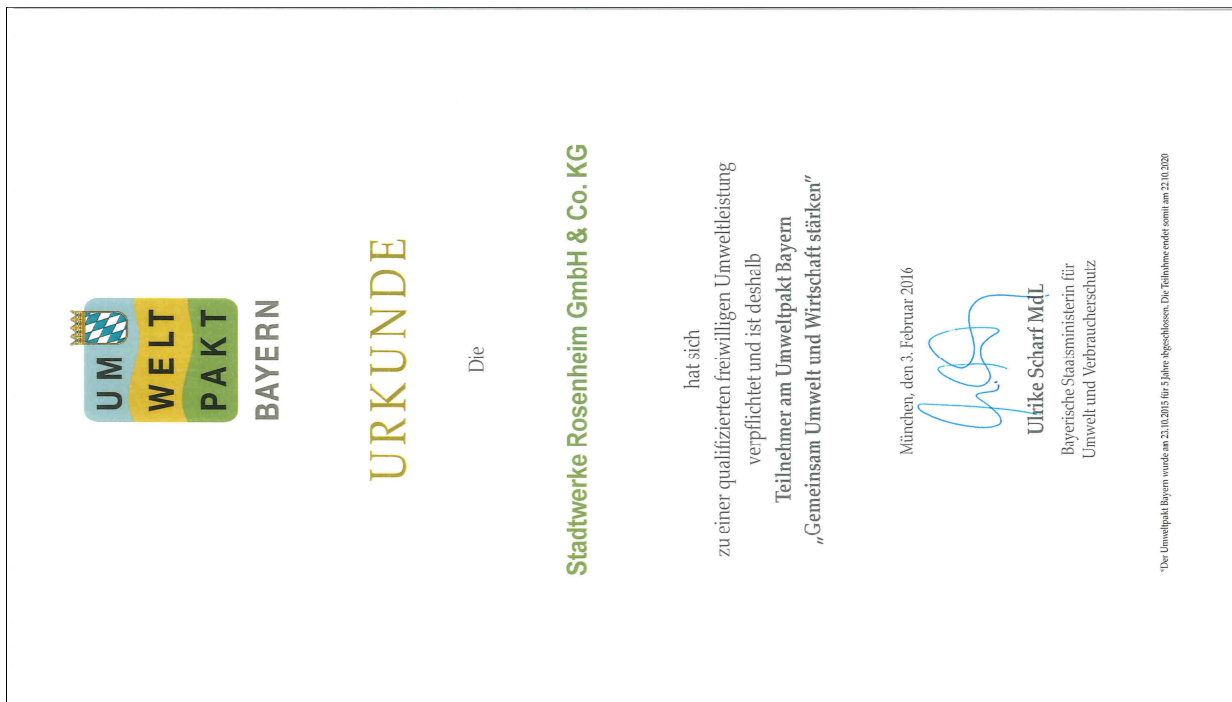 UM
WELT
PAKT
BAYERN
URKUNDE
Die
Stadtwerke Rosenheim GmbH & Co. KG
hat sich
zu einer qualifizierten freiwilligen Umweltleistung
verpflichtet und ist deshalb
Teilnehmer am Umweltpakt Bayern
„Gemeinsam Umwelt und Wirtschaft stärken"
München, den 3. Februar 2016
Ulrike Scharf MdL
Bayerische Staatsministerin für
Umwelt und Verbraucherschutz
*Der Umweltpakt Bayern wurde am 23.10.2015 für 5 Jahre abgeschlossen. Die Teilnahme endet somit am 22.10.2020